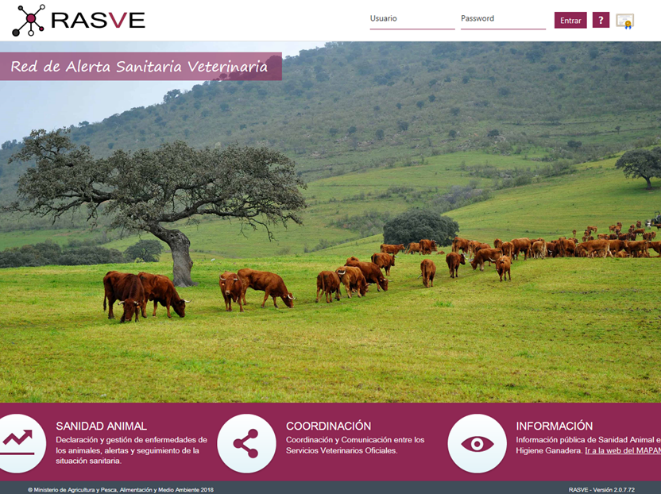 RASVE
Usuario
Password
Entrar
?
Red de Alerta Sanitaria Veterinaria
SANIDAD ANIMAL
Declaración y gestión de enfermedades de
los animales, alertas y seguimiento de la
situación sanitaria.
COORDINACIÓN
Coordinación y Comunicación entre los
Servicios Veterinarios Oficiales.
INFORMACIÓN
Información pública de Sanidad Animal e
Higiene Ganadera. Ir a la web del MAPAM
© Ministerio de Agricultura y Pesca, Alimentación y Medio Ambiente 2018
RASVE - Versión 2.0.7.72